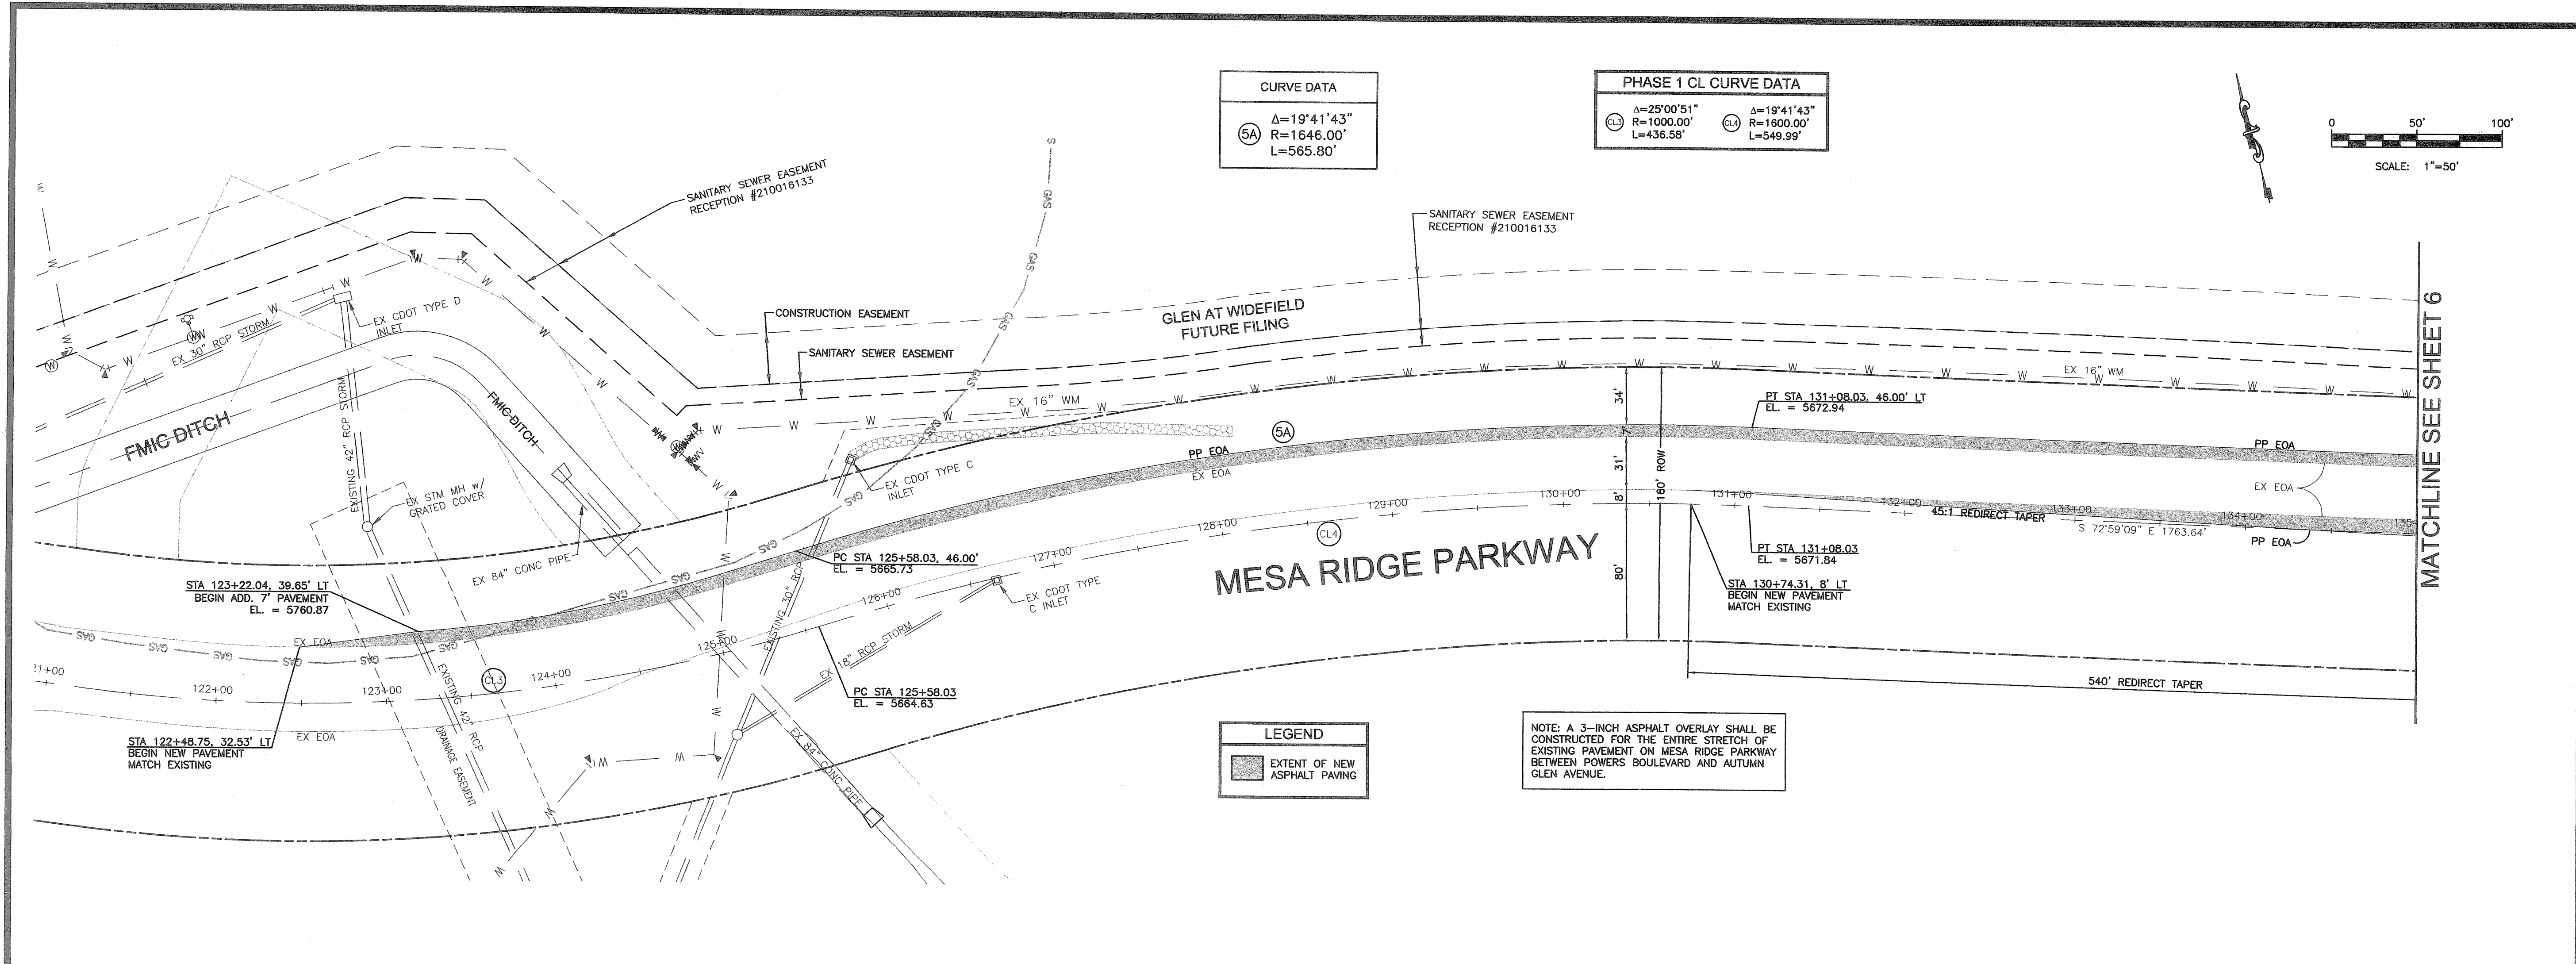 CURVE DATA
5A
Δ=19°41'43"
R=1646.00'
L=565.80'
PHASE 1 CL CURVE DATA
CL3
Δ=25°00'51"
R=1000.00'
L=436.58'
CL4
Δ=19°41'43"
R=1600.00'
L=549.99'
0 50' 100'
SCALE: 1"=50'
SANITARY SEWER EASEMENT
RECEPTION #210016133
SANITARY SEWER EASEMENT
RECEPTION #210016133
CONSTRUCTION EASEMENT
SANITARY SEWER EASEMENT
GLEN AT WIDEFIELD
FUTURE FILING
EX CDOT TYPE D
INLET
EX 30" RCP STORM
EXISTING 42" RCP STORM
FMIC DITCH
FMIC DITCH
EX STM MH w/
GRATED COVER
EX 84" CONC PIPE
EX 16" WM
EX 16" WM
EX CDOT TYPE C
INLET
PP EOA
EX EOA
5A
34'
7'
31'
8'
80'
160' ROW
PT STA 131+08.03, 46.00' LT
EL. = 5672.94
PP EOA
EX EOA
PP EOA
MATCHLINE SEE SHEET 6
STA 123+22.04, 39.65' LT
BEGIN ADD. 7' PAVEMENT
EL. = 5760.87
PC STA 125+58.03, 46.00'
EL. = 5665.73
EX EOA
21+00
122+00
123+00
124+00
125+00
126+00
127+00
128+00
129+00
130+00
131+00
132+00
133+00
134+00
135
CL3
CL4
45:1 REDIRECT TAPER
S 72°59'09" E 1763.64'
MESA RIDGE PARKWAY
PT STA 131+08.03
EL. = 5671.84
STA 130+74.31, 8' LT
BEGIN NEW PAVEMENT
MATCH EXISTING
540' REDIRECT TAPER
EXISTING 30" RCP
EX 18" RCP STORM
EX CDOT TYPE
C INLET
PC STA 125+58.03
EL. = 5664.63
EXISTING 42" RCP
DRAINAGE EASEMENT
EX 84" CONC PIPE
EX EOA
STA 122+48.75, 32.53' LT
BEGIN NEW PAVEMENT
MATCH EXISTING
LEGEND
EXTENT OF NEW
ASPHALT PAVING
NOTE: A 3-INCH ASPHALT OVERLAY SHALL BE
CONSTRUCTED FOR THE ENTIRE STRETCH OF
EXISTING PAVEMENT ON MESA RIDGE PARKWAY
BETWEEN POWERS BOULEVARD AND AUTUMN
GLEN AVENUE.